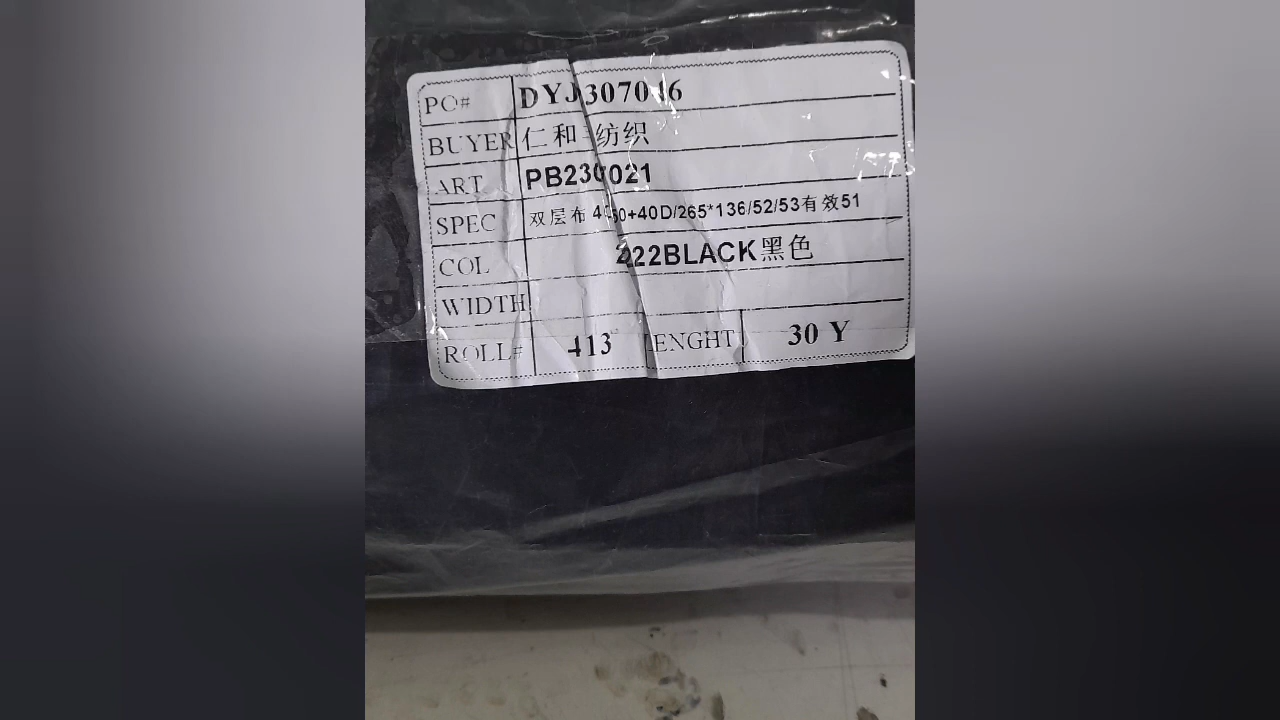 PO# DYJ307046
BUYER 仁和 纺织
ART PB230021
SPEC 双层布 +40D/265*136/52/53有效51
COL 222BLACK黑色
WIDTH
ROLL# 413 LENGHT 30 Y